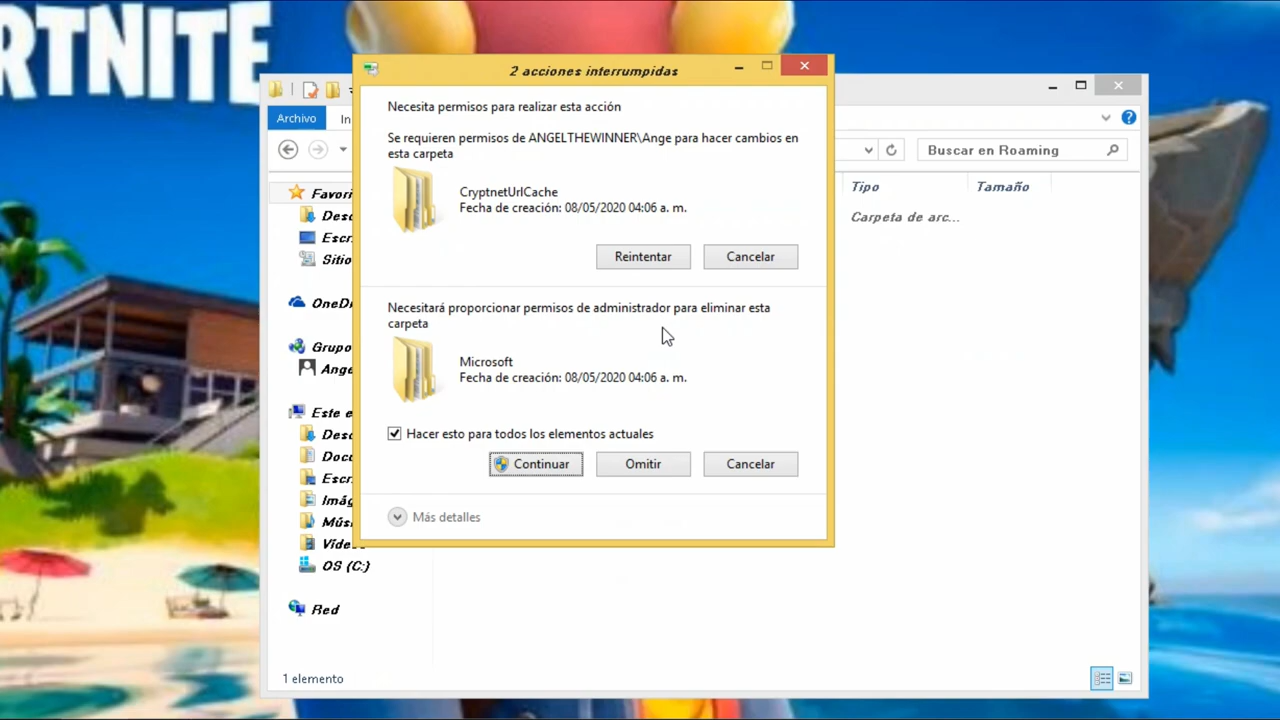 RTNITE
2 acciones interrumpidas
Necesita permisos para realizar esta acción
Se requieren permisos de ANGELTHEWINNER\Ange para hacer cambios en
esta carpeta
CryptnetUrlCache
Fecha de creación: 08/05/2020 04:06 a. m.
Reintentar
Cancelar
Necesitará proporcionar permisos de administrador para eliminar esta
carpeta
Microsoft
Fecha de creación: 08/05/2020 04:06 a. m.
Hacer esto para todos los elementos actuales
Continuar
Omitir
Cancelar
Más detalles
Archivo
In
?
Buscar en Roaming
Tipo
Tamaño
Carpeta de arc...
Favori
Desc
Escri
Sitio
OneDr
Grupo
Ange
Este e
Desc
Docu
Escri
Imág
Músi
Video
OS (C:)
Red
1 elemento